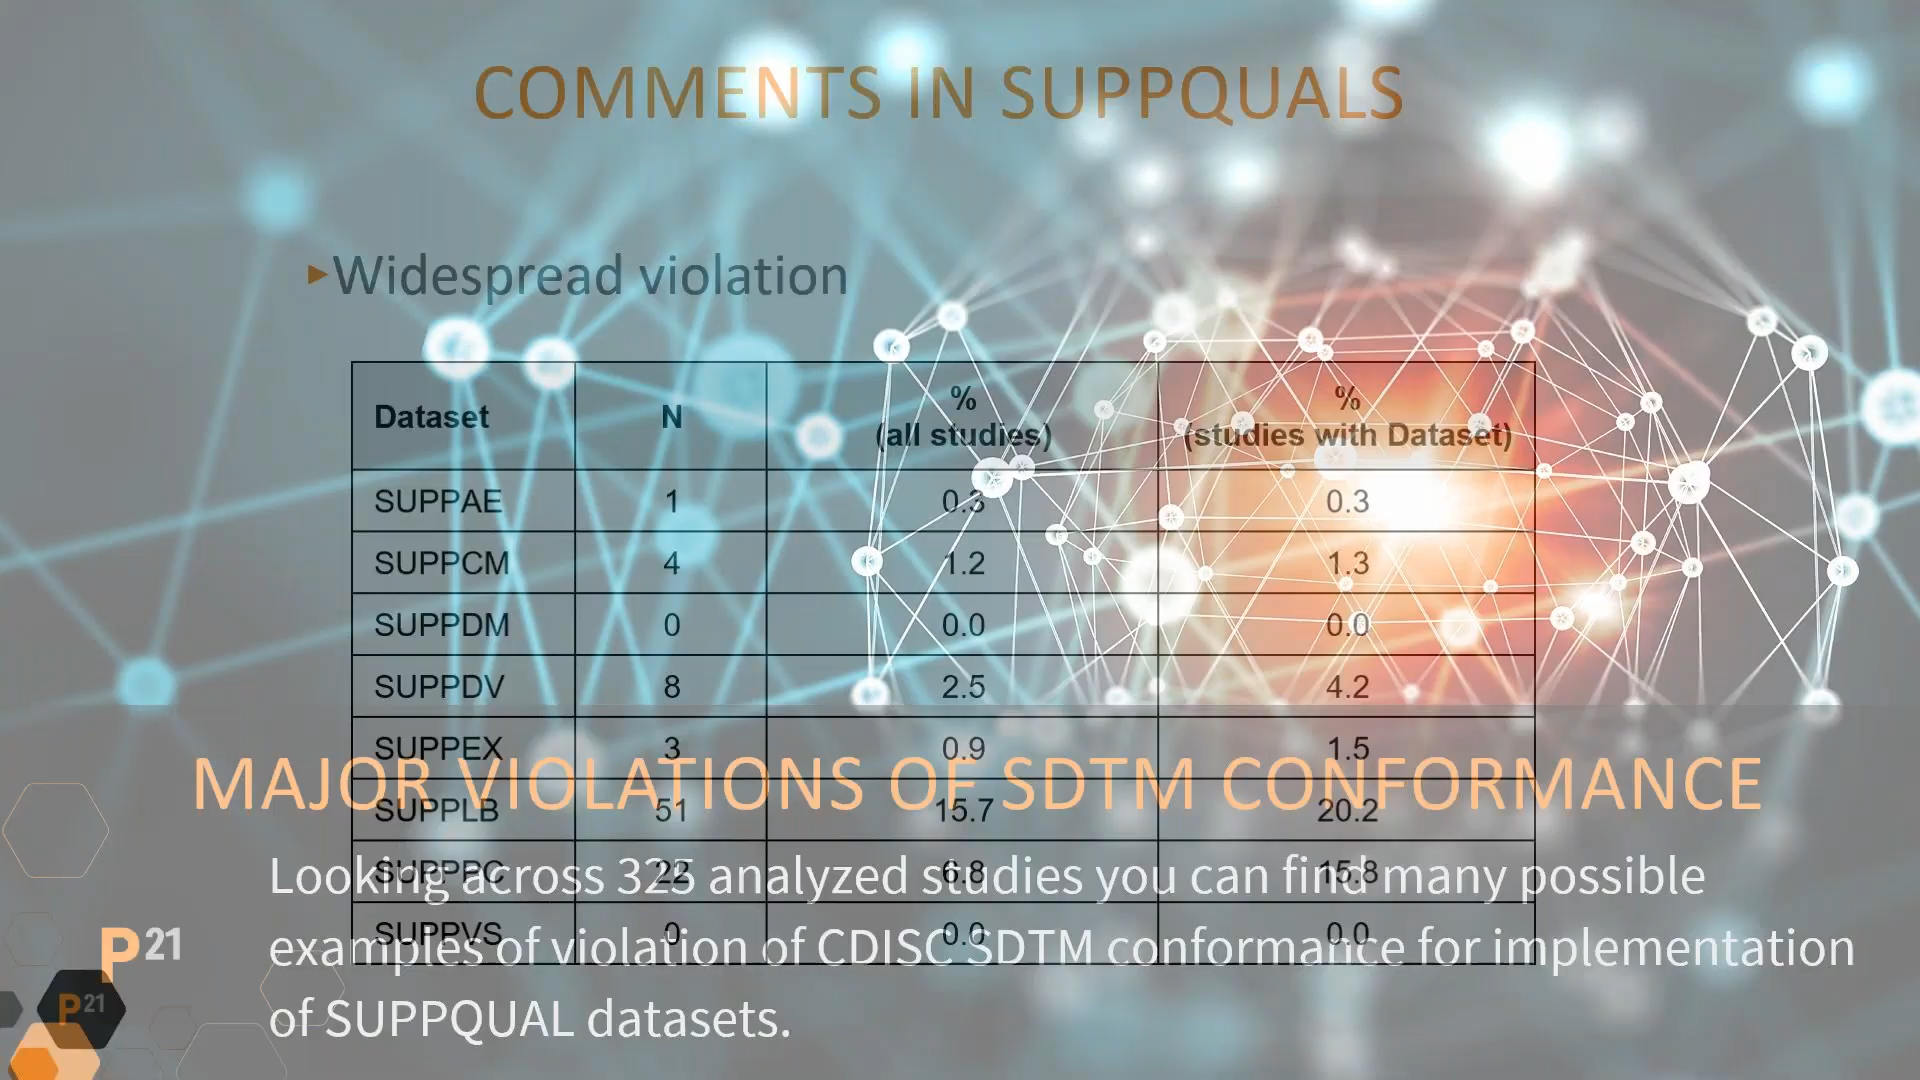 COMMENTS IN SUPPQUALS
▸Widespread violation
Dataset N % (all studies) % (studies with Dataset)
SUPPAE 1 0.3 0.3
SUPPCM 4 1.2 1.3
SUPPDM 0 0.0 0.0
SUPPDV 8 2.5 4.2
SUPPEX 3 0.9 1.5
SUPPLB 51 15.7 20.2
SUPPPC 22 6.8 15.8
SUPPVS 0 0.0 0.0
MAJOR VIOLATIONS OF SDTM CONFORMANCE
Looking across 325 analyzed studies you can find many possible
examples of violation of CDISC SDTM conformance for implementation
of SUPPQUAL datasets.
P21
P21